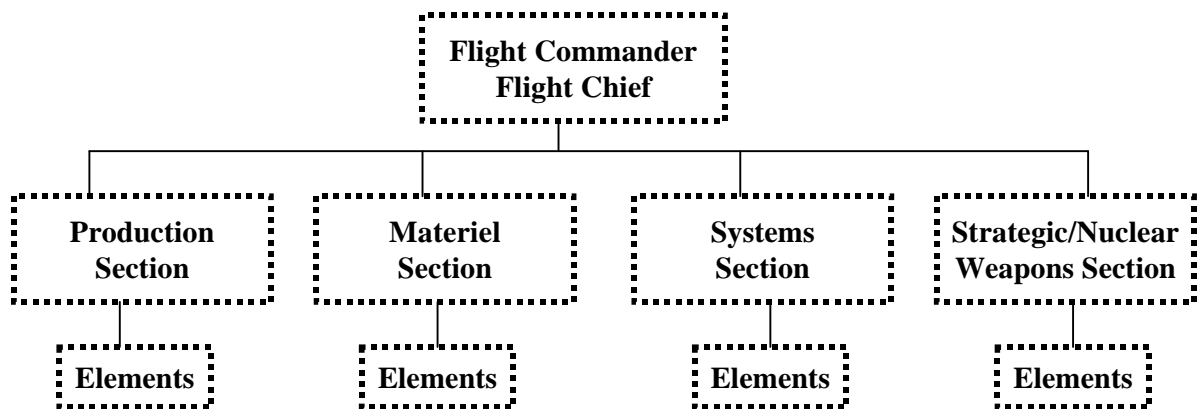 Flight Commander
Flight Chief
Production
Section
Materiel
Section
Systems
Section
Strategic/Nuclear
Weapons Section
Elements
Elements
Elements
Elements